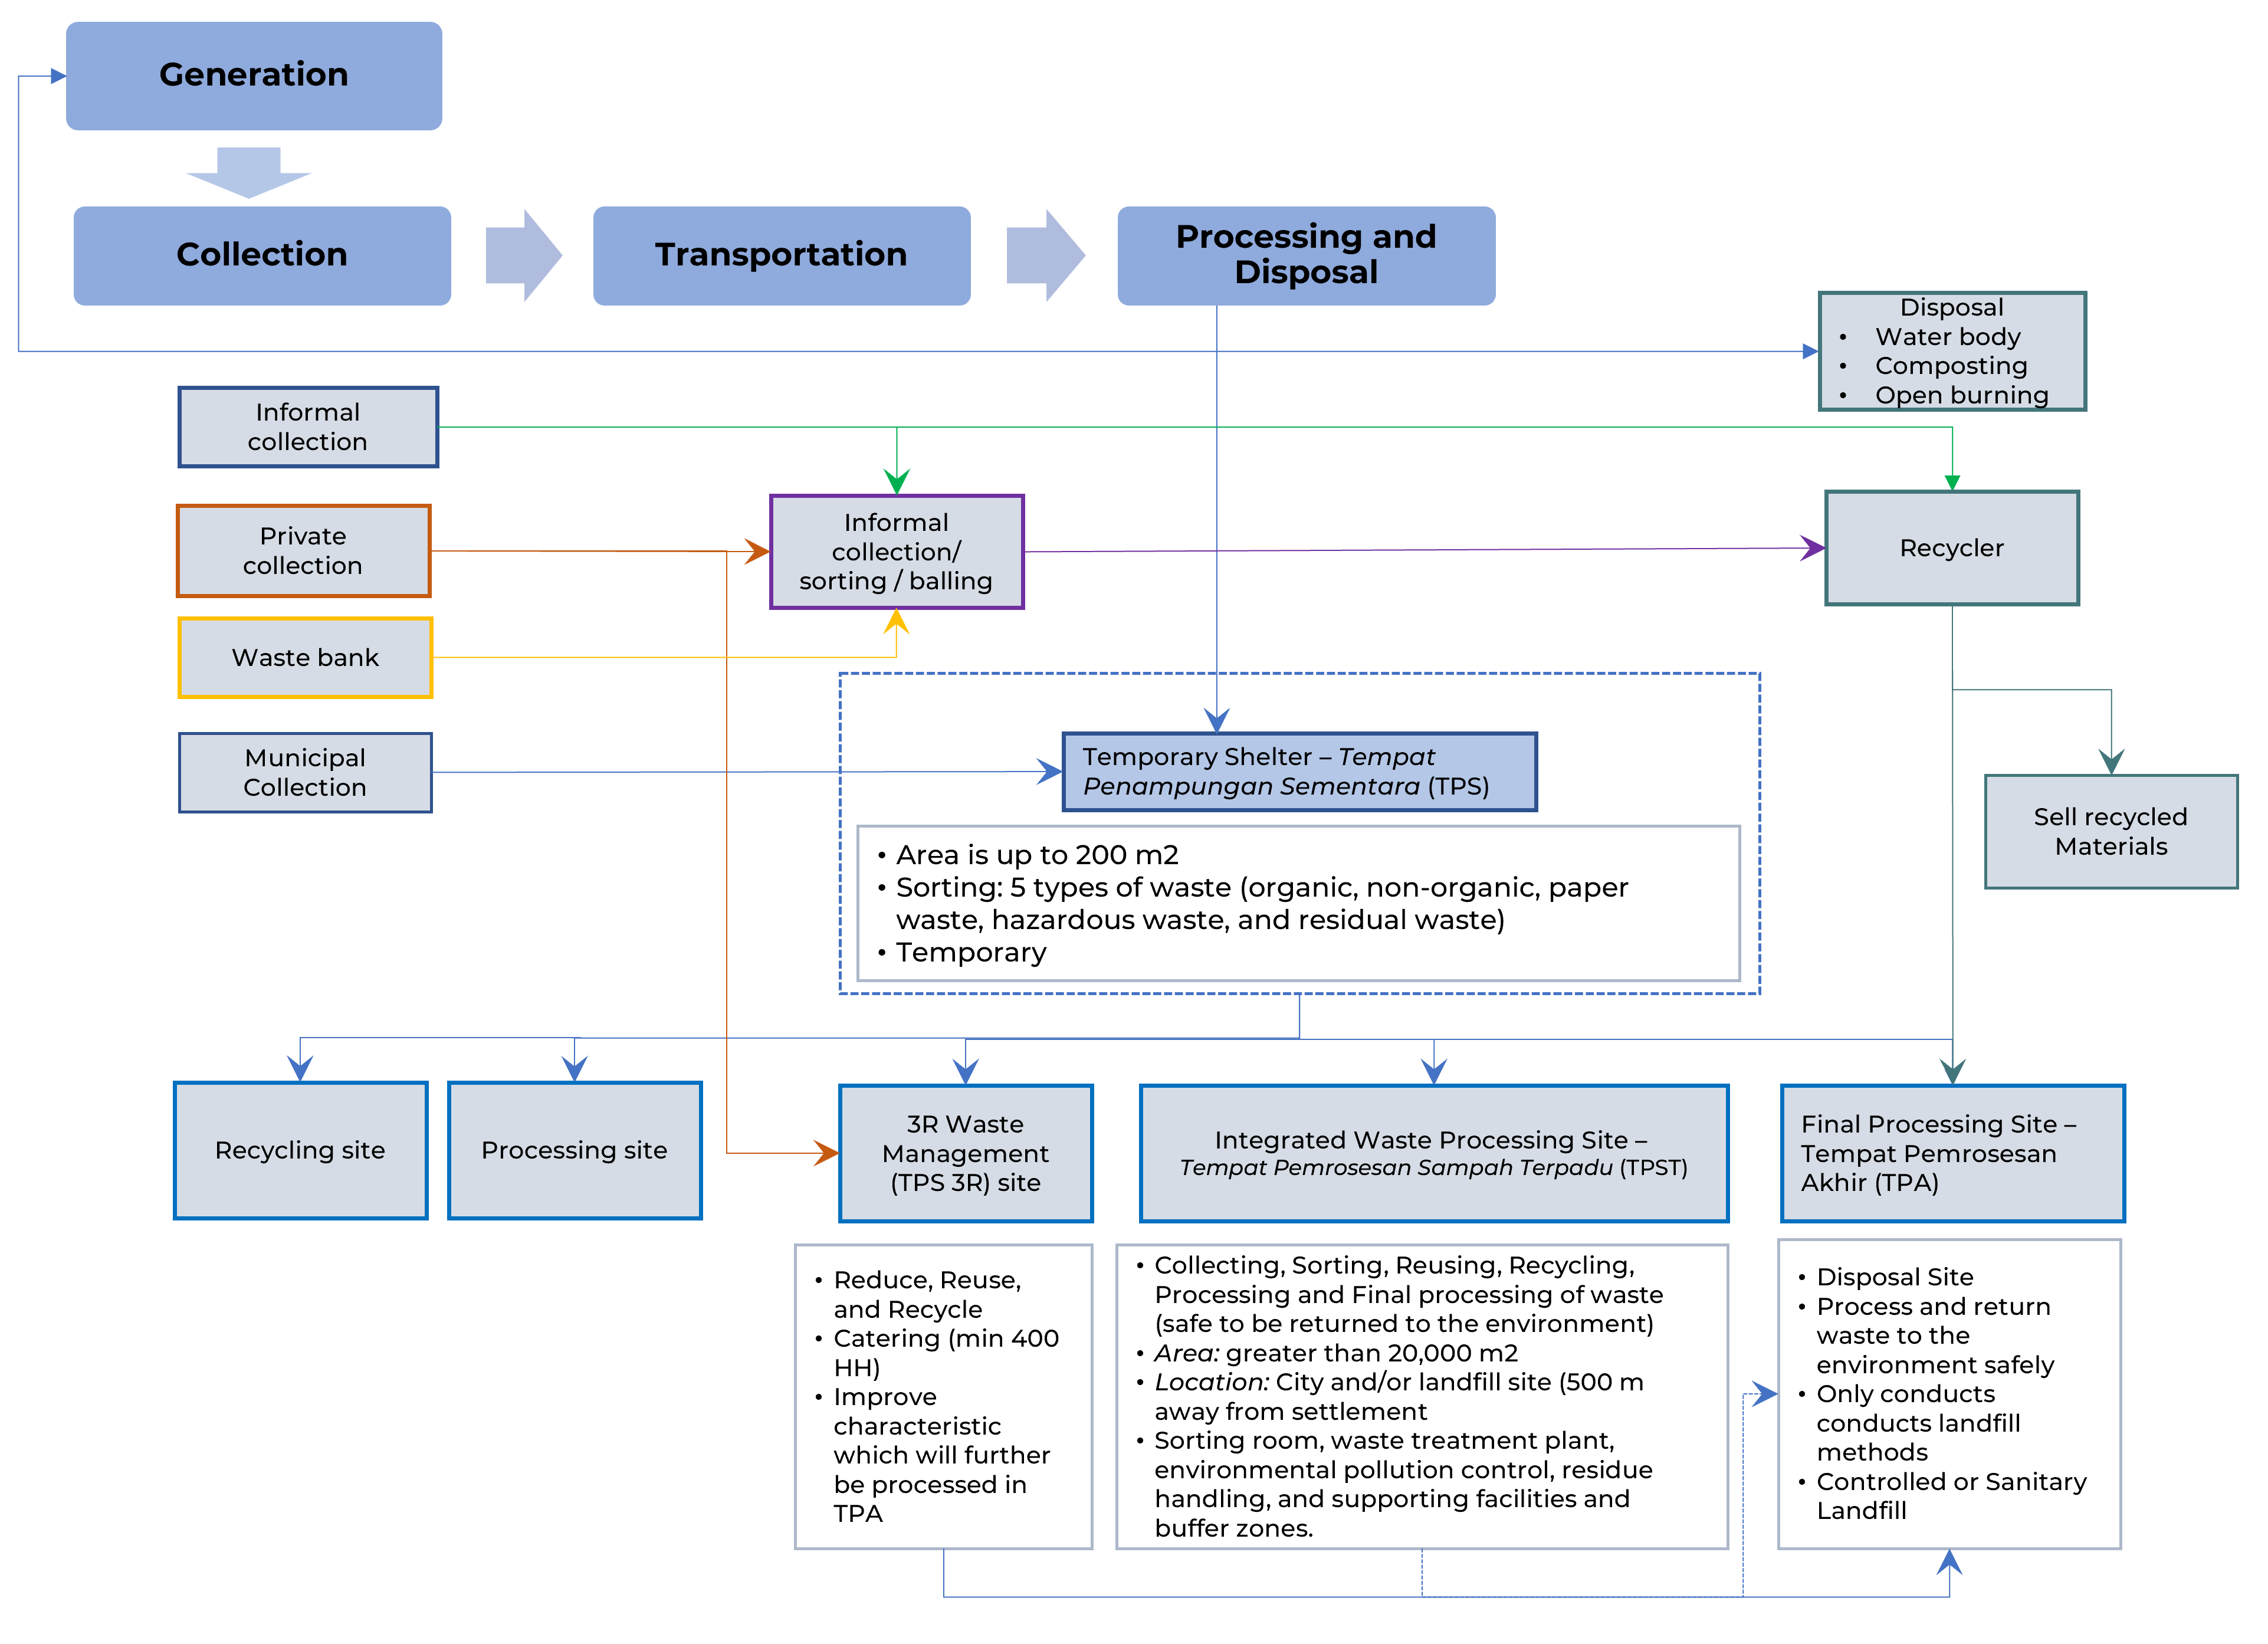 Generation
Collection
Transportation
Processing and
Disposal
Disposal
• Water body
• Composting
• Open burning
Informal
collection
Private
collection
Informal
collection/
sorting / balling
Recycler
Waste bank
Municipal
Collection
Temporary Shelter – Tempat
Penampungan Sementara (TPS)
Sell recycled
Materials
• Area is up to 200 m2
• Sorting: 5 types of waste (organic, non-organic, paper
waste, hazardous waste, and residual waste)
• Temporary
Recycling site
Processing site
3R Waste
Management
(TPS 3R) site
Integrated Waste Processing Site –
Tempat Pemrosesan Sampah Terpadu (TPST)
Final Processing Site –
Tempat Pemrosesan
Akhir (TPA)
• Reduce, Reuse,
and Recycle
• Catering (min 400
HH)
• Improve
characteristic
which will further
be processed in
TPA
• Collecting, Sorting, Reusing, Recycling,
Processing and Final processing of waste
(safe to be returned to the environment)
• Area: greater than 20,000 m2
• Location: City and/or landfill site (500 m
away from settlement
• Sorting room, waste treatment plant,
environmental pollution control, residue
handling, and supporting facilities and
buffer zones.
• Disposal Site
• Process and return
waste to the
environment safely
• Only conducts
conducts landfill
methods
• Controlled or Sanitary
Landfill